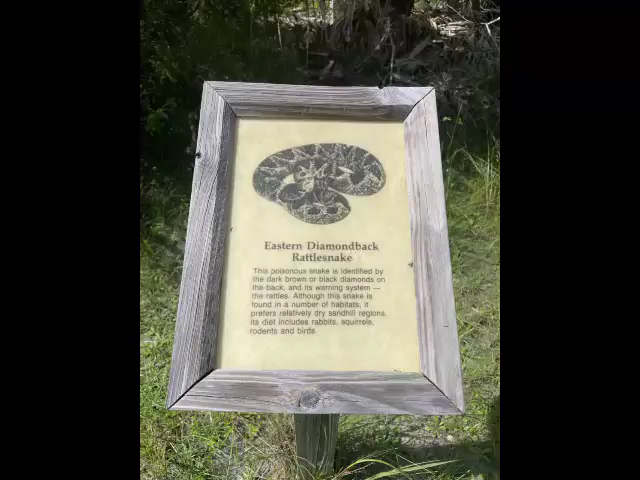 Eastern Diamondback
Rattlesnake
This poisonous snake is identified by
the dark brown or black diamonds on
the back, and its warning system —
the rattles. Although this snake is
found in a number of habitats, it
prefers relatively dry sandhill regions.
Its diet includes rabbits, squirrels,
rodents and birds.